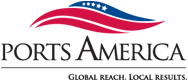 PORTS AMERICA
GLOBAL REACH. LOCAL RESULTS.